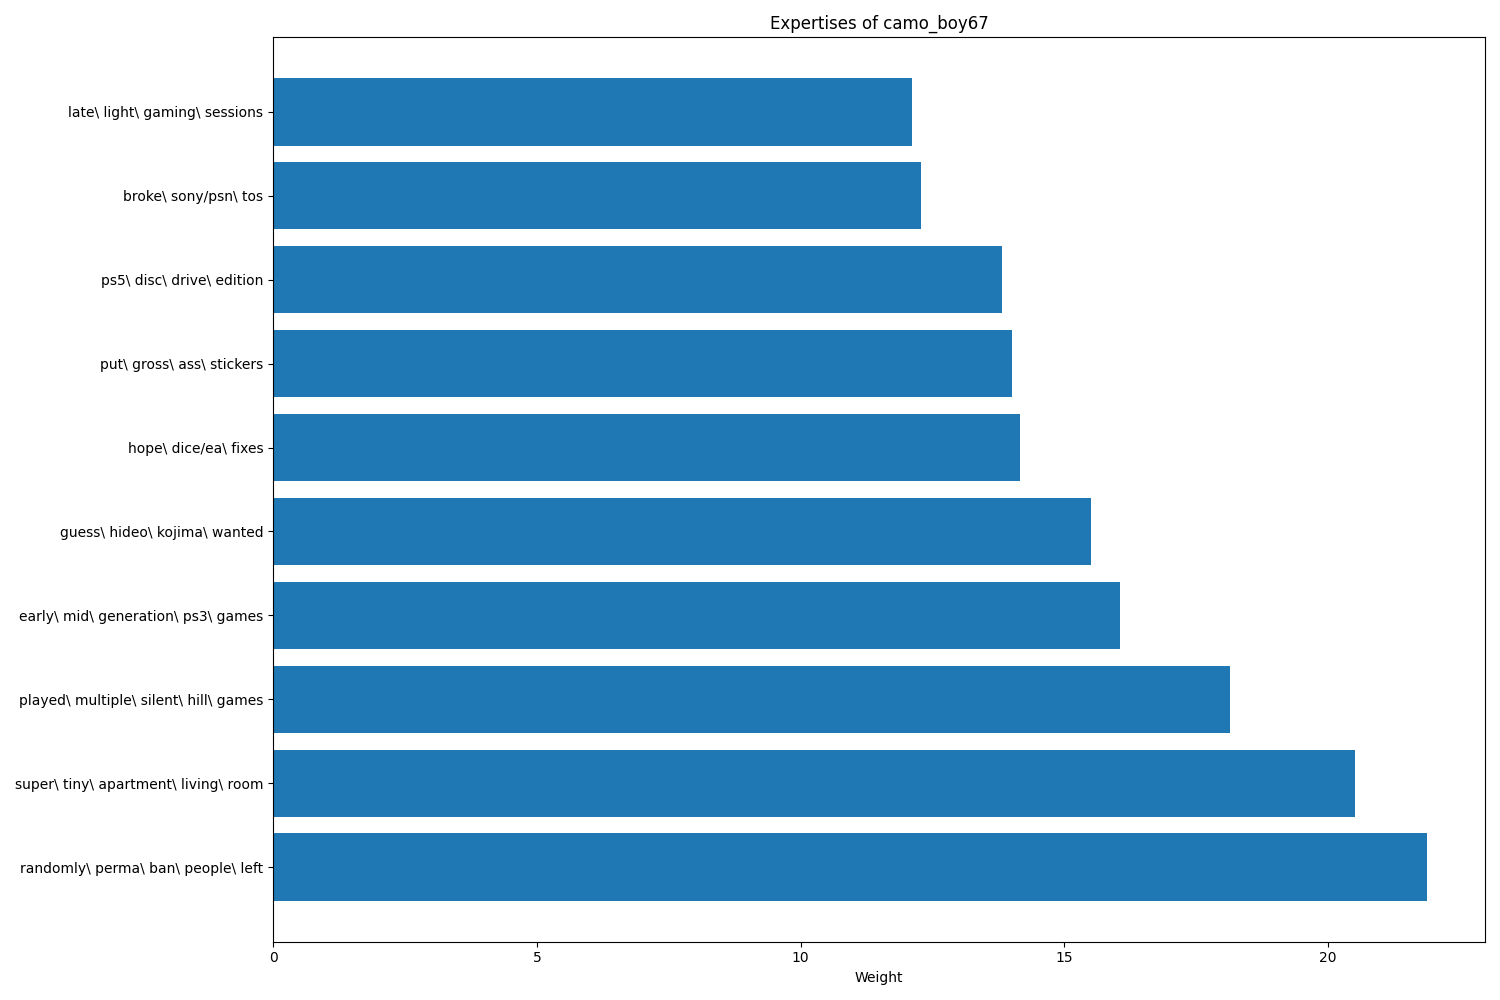 Expertises of camo_boy67
late\ light\ gaming\ sessions
broke\ sony/psn\ tos
ps5\ disc\ drive\ edition
put\ gross\ ass\ stickers
hope\ dice/ea\ fixes
guess\ hideo\ kojima\ wanted
early\ mid\ generation\ ps3\ games
played\ multiple\ silent\ hill\ games
super\ tiny\ apartment\ living\ room
randomly\ perma\ ban\ people\ left
0 5 10 15 20
Weight